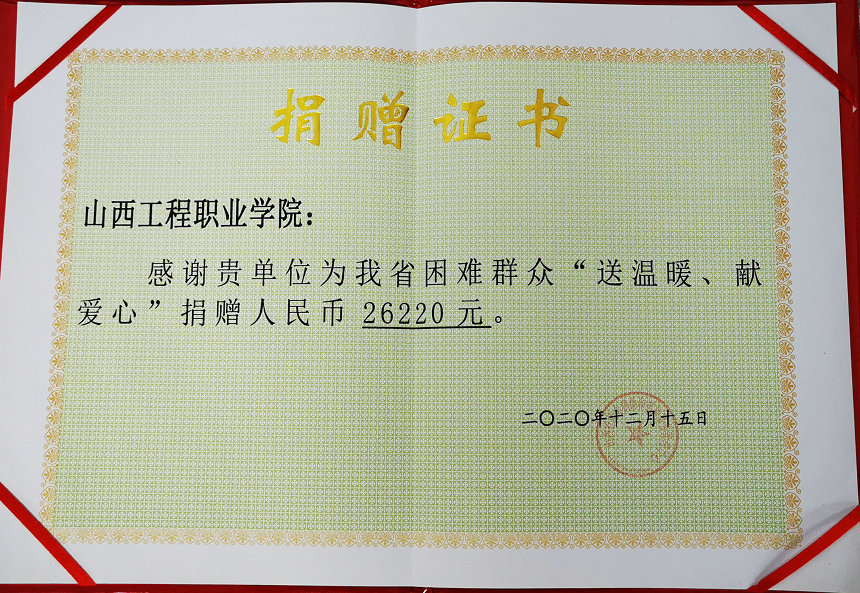 捐赠证书
山西工程职业学院：
感谢贵单位为我省困难群众“送温暖、献
爱心”捐赠人民币 26220 元。
二〇二〇年十二月十五日